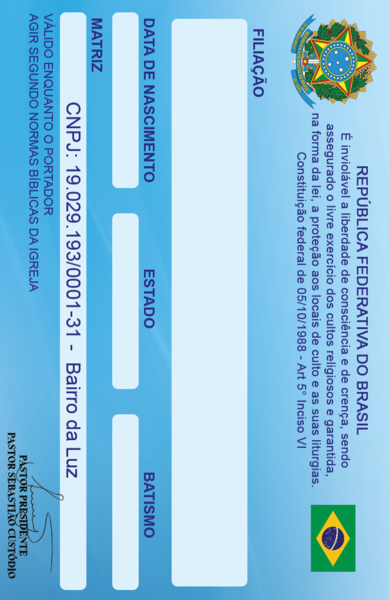 REPÚBLICA FEDERATIVA DO BRASIL
É inviolável a liberdade de consciência e de crença, sendo
assegurado o livre exercício dos cultos religiosos e garantida,
na forma da lei, a proteção aos locais de culto e as suas liturgias.
Constituição federal de 05/10/1988 - Art 5° Inciso VI
FILIAÇÃO
DATA DE NASCIMENTO
ESTADO
BATISMO
MATRIZ
CNPJ: 19.029.193/0001-31 - Bairro da Luz
VÁLIDO ENQUANTO O PORTADOR
AGIR SEGUNDO NORMAS BÍBLICAS DA IGREJA
PASTOR PRESIDENTE
PASTOR SEBASTIÃO CUSTÓDIO